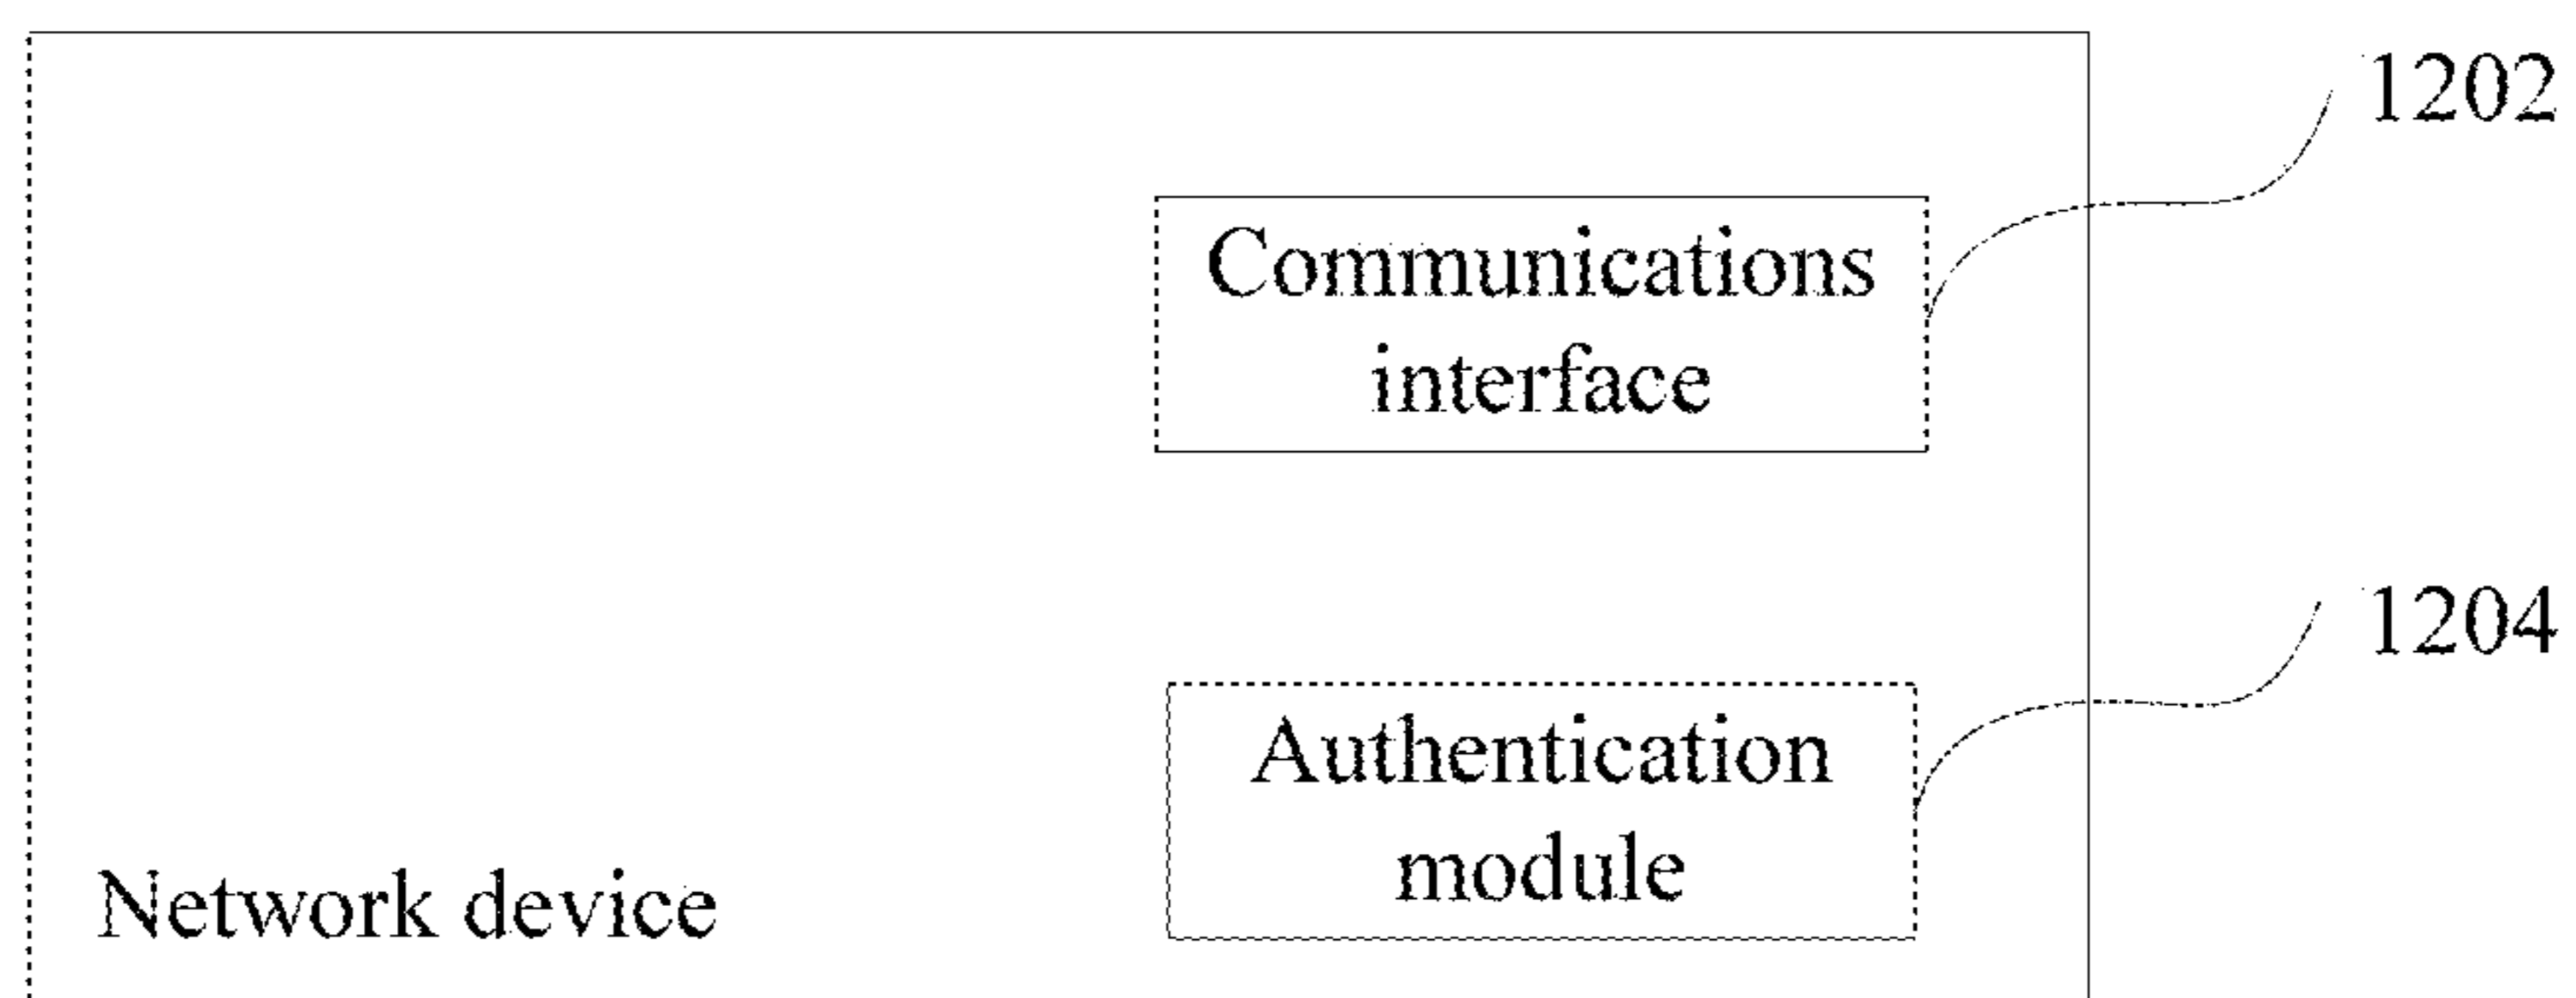 1202
Communications
interface
1204
Authentication
module
Network device